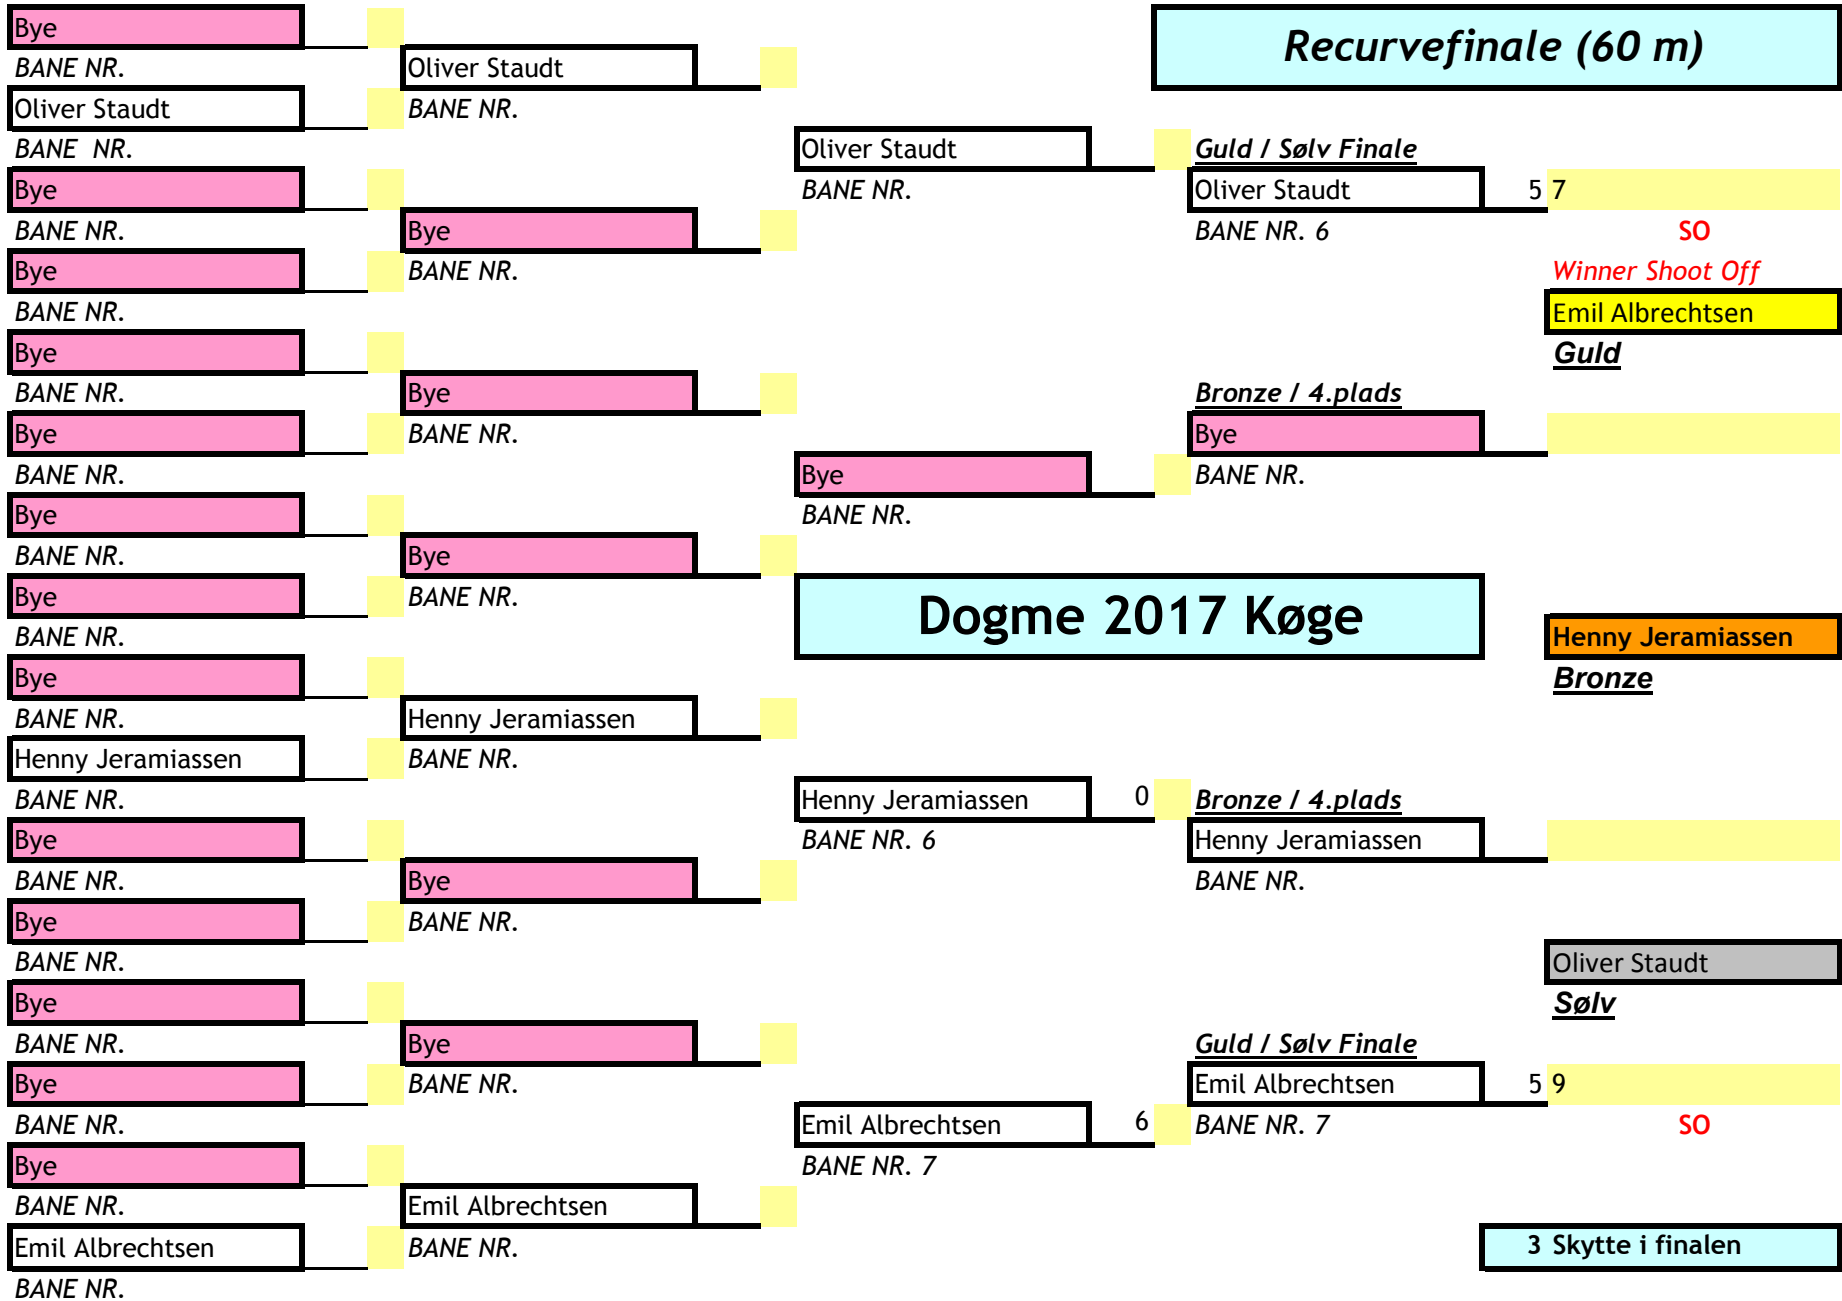 Recurvefinale (60 m)
Bye
BANE NR.
Oliver Staudt
BANE  NR.
Bye
BANE NR.
Bye
BANE NR.
Bye
BANE NR.
Bye
BANE NR.
Bye
BANE NR.
Bye
BANE NR.
Bye
BANE NR.
Henny Jeramiassen
BANE NR.
Bye
BANE NR.
Bye
BANE NR.
Bye
BANE NR.
Bye
BANE NR.
Bye
BANE NR.
Emil Albrechtsen
BANE NR.
Oliver Staudt
BANE NR.
Bye
BANE NR.
Bye
BANE NR.
Bye
BANE NR.
Henny Jeramiassen
BANE NR.
Bye
BANE NR.
Bye
BANE NR.
Emil Albrechtsen
BANE NR.
Oliver Staudt
BANE NR.
Bye
BANE NR.
Dogme 2017 Køge
Henny Jeramiassen 0
BANE NR. 6
Emil Albrechtsen 6
BANE NR. 7
Guld / Sølv Finale
Oliver Staudt 5 7
BANE NR. 6 SO
Winner Shoot Off
Emil Albrechtsen
Guld
Bronze / 4.plads
Bye
BANE NR.
Henny Jeramiassen
Bronze
Bronze / 4.plads
Henny Jeramiassen
BANE NR.
Oliver Staudt
Sølv
Guld / Sølv Finale
Emil Albrechtsen 5 9
BANE NR. 7 SO
3 Skytte i finalen